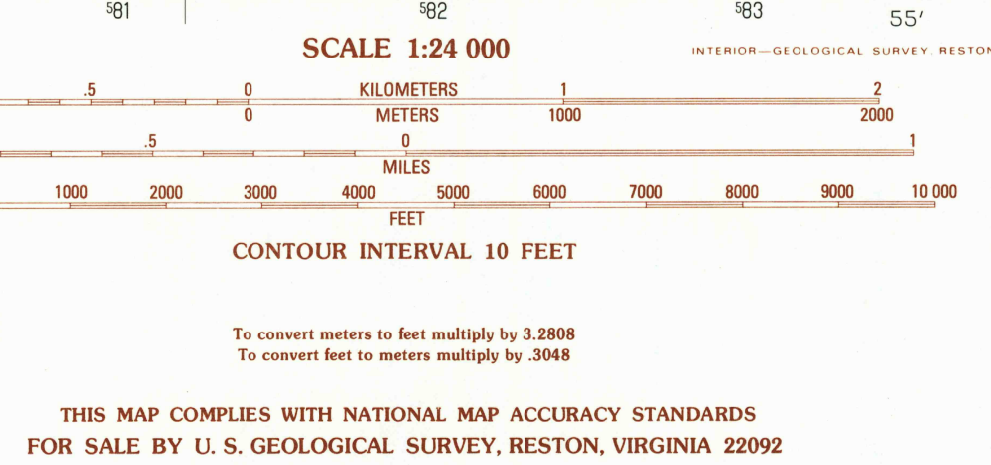 ⁵81 ⁵82 ⁵83 55′
SCALE 1:24 000
INTERIOR—GEOLOGICAL SURVEY, RESTON
.5 0 KILOMETERS 1 2
0 METERS 1000 2000
.5 0 1
MILES
1000 2000 3000 4000 5000 6000 7000 8000 9000 10 000
FEET
CONTOUR INTERVAL 10 FEET
To convert meters to feet multiply by 3.2808
To convert feet to meters multiply by .3048
THIS MAP COMPLIES WITH NATIONAL MAP ACCURACY STANDARDS
FOR SALE BY U. S. GEOLOGICAL SURVEY, RESTON, VIRGINIA 22092